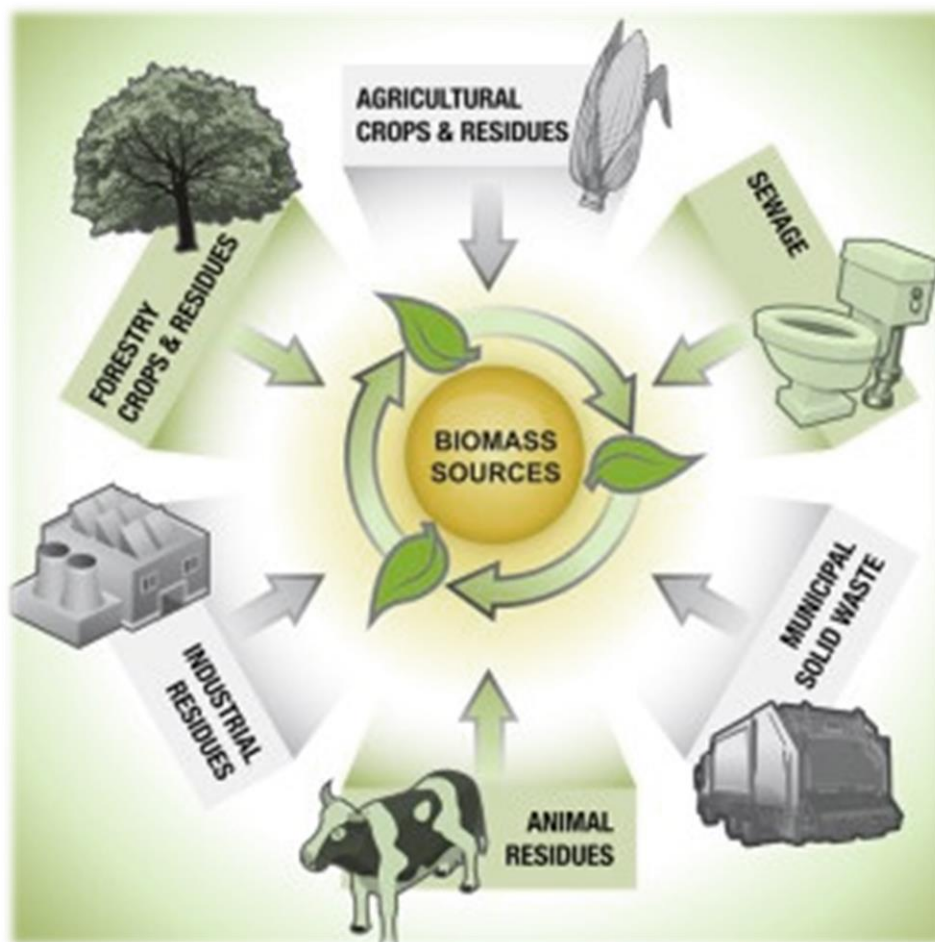 AGRICULTURAL
CROPS & RESIDUES
SEWAGE
FORESTRY
CROPS & RESIDUES
BIOMASS
SOURCES
MUNICIPAL
SOLID WASTE
INDUSTRIAL
RESIDUES
ANIMAL
RESIDUES